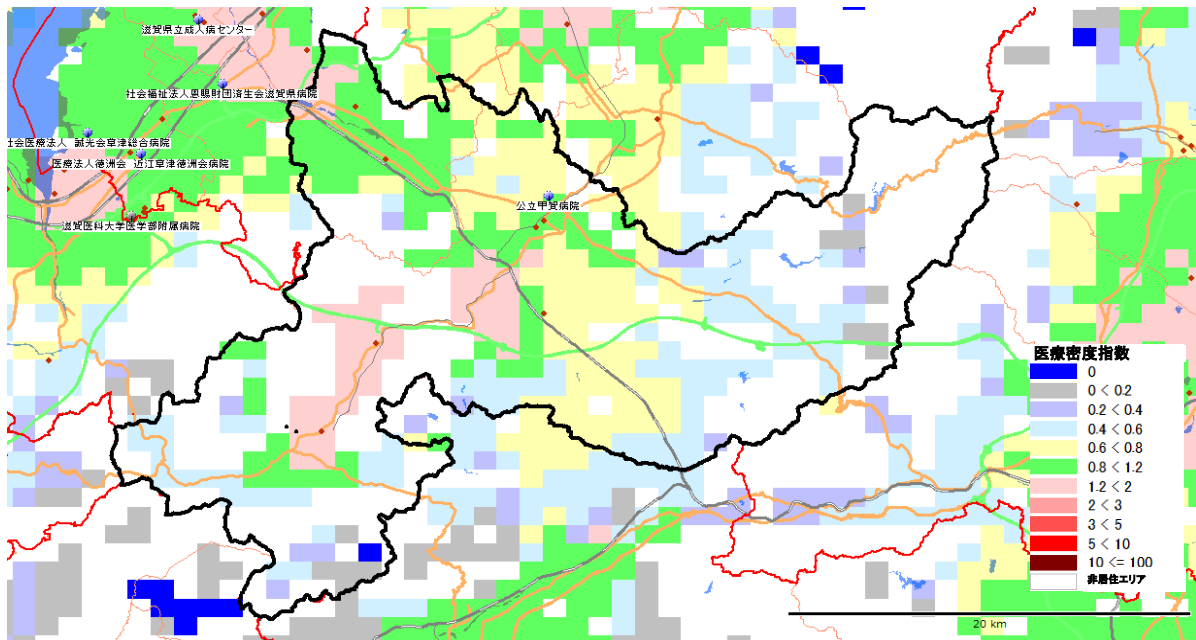 滋賀県立成人病センター
社会福祉法人恩賜財団済生会滋賀県病院
社会医療法人 誠光会草津総合病院
医療法人徳洲会 近江草津徳洲会病院
公立甲賀病院
滋賀医科大学医学部附属病院
医療密度指数
0
0 < 0.2
0.2 < 0.4
0.4 < 0.6
0.6 < 0.8
0.8 < 1.2
1.2 < 2
2 < 3
3 < 5
5 < 10
10 <= 100
非居住エリア
20 km